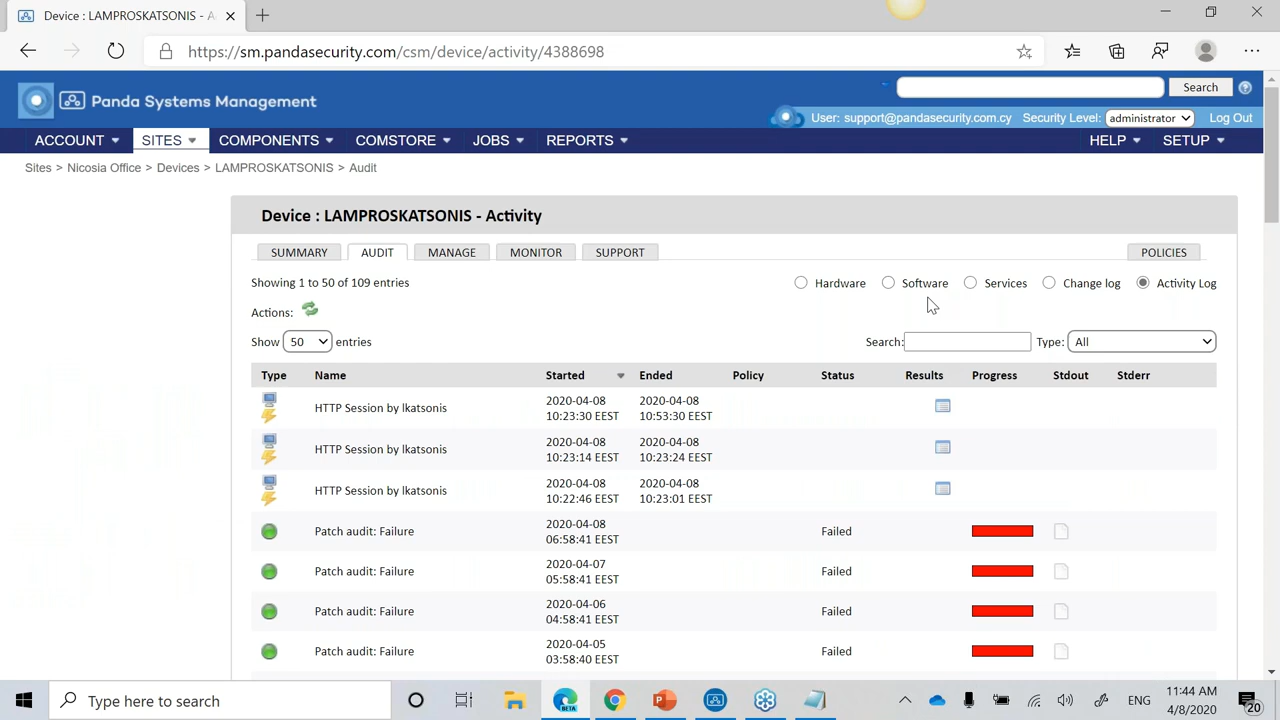 Device : LAMPROSKATSONIS - A
https://sm.pandasecurity.com/csm/device/activity/4388698
Panda Systems Management
Search
User: support@pandasecurity.com.cy Security Level: administrator Log Out
ACCOUNT SITES COMPONENTS COMSTORE JOBS REPORTS HELP SETUP
Sites > Nicosia Office > Devices > LAMPROSKATSONIS > Audit
Device : LAMPROSKATSONIS - Activity
SUMMARY AUDIT MANAGE MONITOR SUPPORT POLICIES
Showing 1 to 50 of 109 entries Hardware Software Services Change log Activity Log
Actions:
Show 50 entries Search: Type: All
Type Name Started Ended Policy Status Results Progress Stdout Stderr
2020-04-08 2020-04-08
HTTP Session by lkatsonis
10:23:30 EEST 10:53:30 EEST
2020-04-08 2020-04-08
HTTP Session by lkatsonis
10:23:14 EEST 10:23:24 EEST
2020-04-08 2020-04-08
HTTP Session by lkatsonis
10:22:46 EEST 10:23:01 EEST
2020-04-08
Patch audit: Failure Failed
06:58:41 EEST
2020-04-07
Patch audit: Failure Failed
05:58:41 EEST
2020-04-06
Patch audit: Failure Failed
04:58:41 EEST
2020-04-05
Patch audit: Failure Failed
03:58:40 EEST
Type here to search
BETA
ENG
11:44 AM
4/8/2020
20